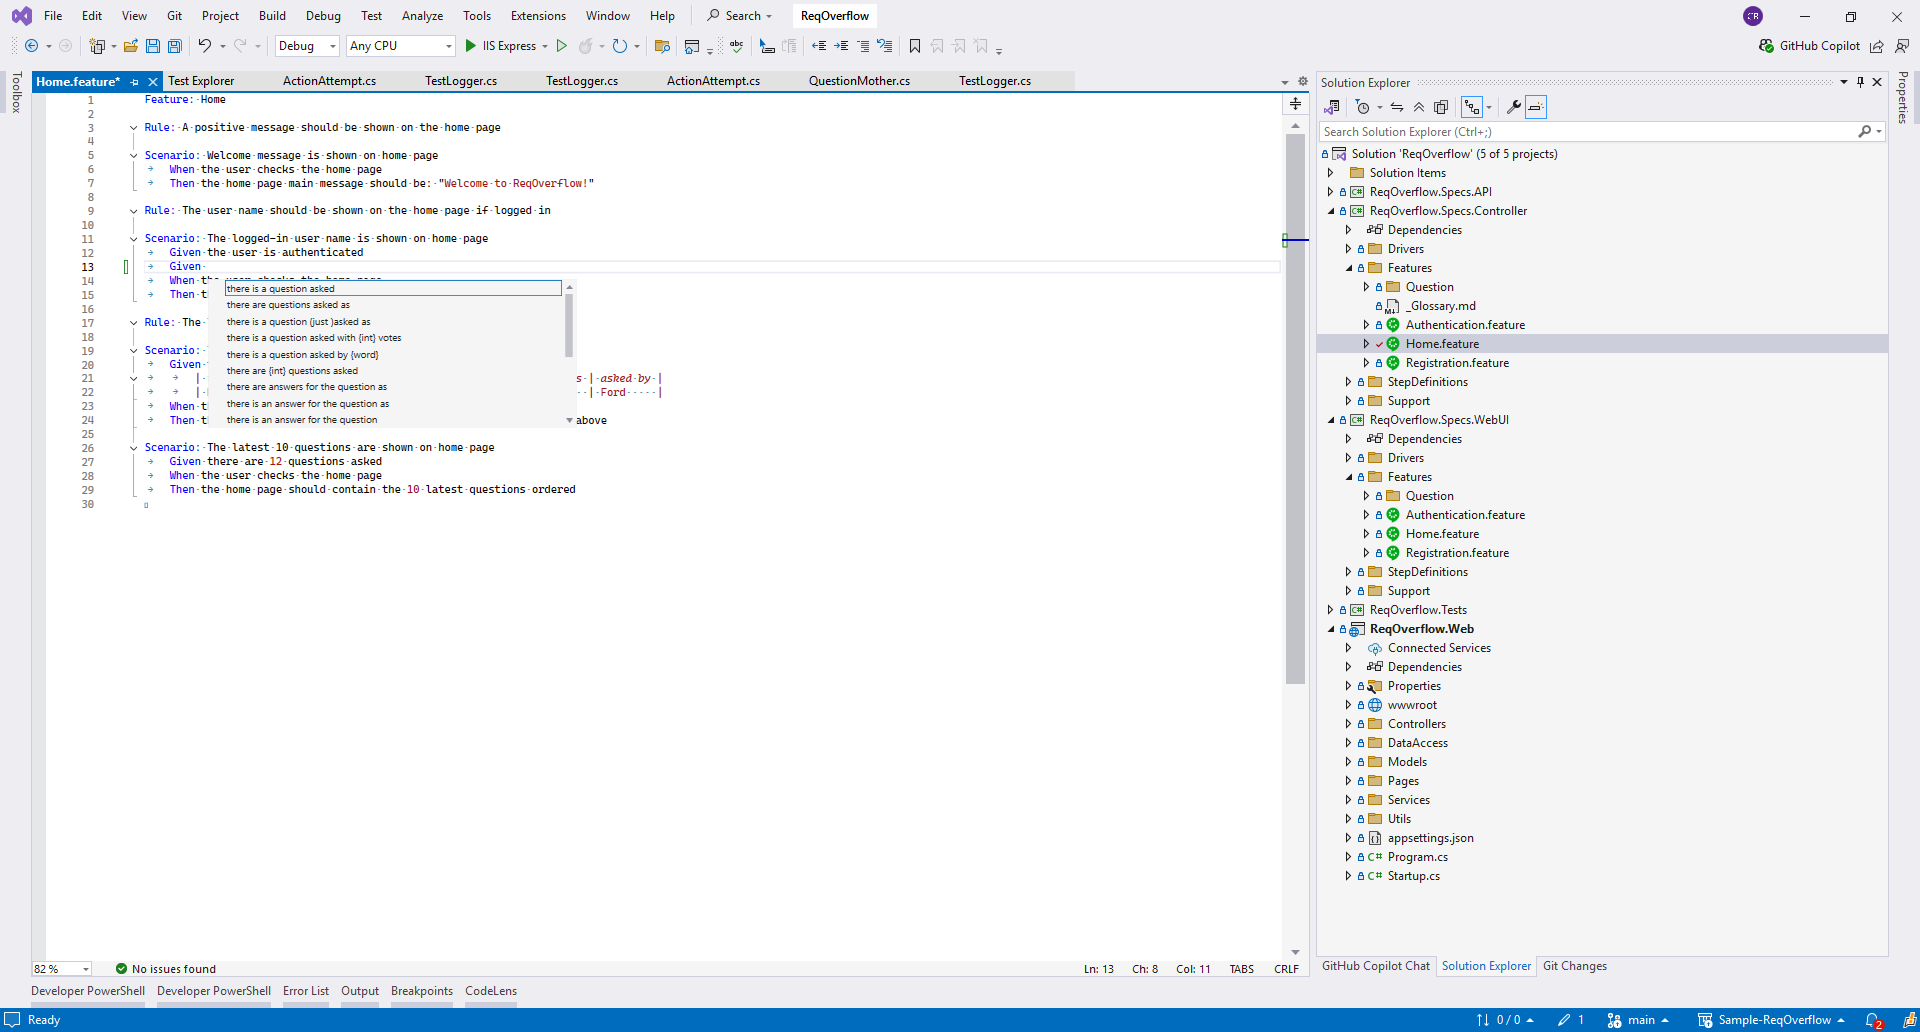 File Edit View Git Project Build Debug Test Analyze Tools Extensions Window Help Search ReqOverflow CR
Debug Any CPU IIS Express abc GitHub Copilot
Toolbox
Home.feature* Test Explorer ActionAttempt.cs TestLogger.cs TestLogger.cs ActionAttempt.cs QuestionMother.cs TestLogger.cs
1 Feature: Home
2
3 Rule: A positive message should be shown on the home page
4
5 Scenario: Welcome message is shown on home page
6 When the user checks the home page
7 Then the home page main message should be: "Welcome to ReqOverflow!"
8
9 Rule: The user name should be shown on the home page if logged in
10
11 Scenario: The logged-in user name is shown on home page
12 Given the user is authenticated
13 Given
14 When the user checks the home page
15 Then t
16
17 Rule: The
18
19 Scenario:
20 Given
21 | s | asked by |
22 | | Ford |
23 When t
24 Then t above
25
26 Scenario: The latest 10 questions are shown on home page
27 Given there are 12 questions asked
28 When the user checks the home page
29 Then the home page should contain the 10 latest questions ordered
30
there is a question asked
there are questions asked as
there is a question (just )asked as
there is a question asked with {int} votes
there is a question asked by {word}
there are {int} questions asked
there are answers for the question as
there is an answer for the question as
there is an answer for the question
82 % No issues found Ln: 13 Ch: 8 Col: 11 TABS CRLF
Developer PowerShell Developer PowerShell Error List Output Breakpoints CodeLens
Solution Explorer
Search Solution Explorer (Ctrl+;)
Solution 'ReqOverflow' (5 of 5 projects)
Solution Items
ReqOverflow.Specs.API
ReqOverflow.Specs.Controller
Dependencies
Drivers
Features
Question
_Glossary.md
Authentication.feature
Home.feature
Registration.feature
StepDefinitions
Support
ReqOverflow.Specs.WebUI
Dependencies
Drivers
Features
Question
Authentication.feature
Home.feature
Registration.feature
StepDefinitions
Support
ReqOverflow.Tests
ReqOverflow.Web
Connected Services
Dependencies
Properties
wwwroot
Controllers
DataAccess
Models
Pages
Services
Utils
appsettings.json
C# Program.cs
C# Startup.cs
GitHub Copilot Chat Solution Explorer Git Changes
Properties
Ready 0 / 0 1 main Sample-ReqOverflow 2